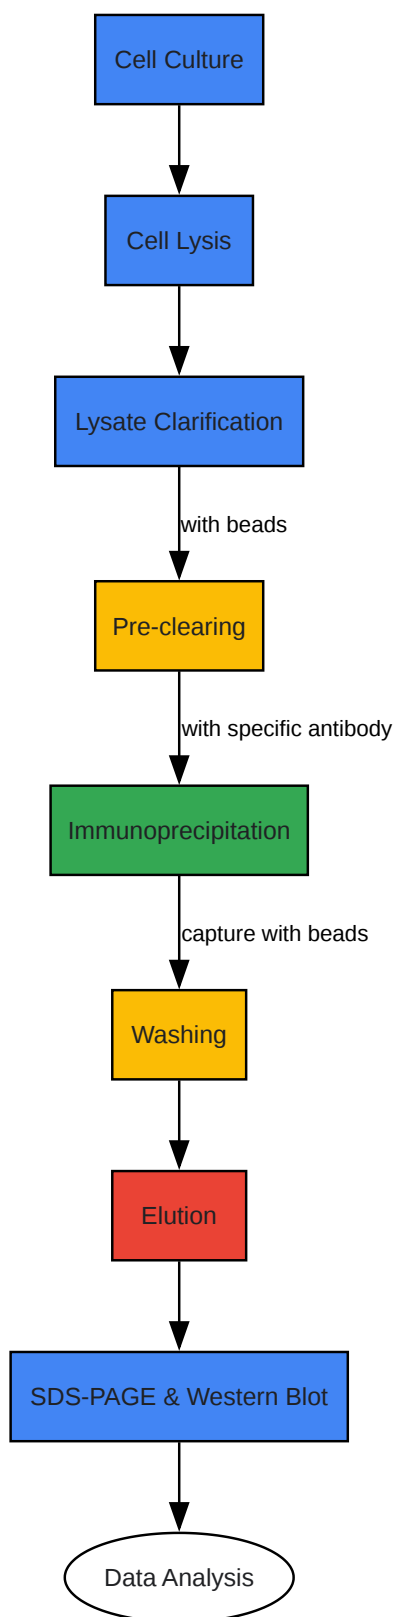 Cell Culture
Cell Lysis
Lysate Clarification
with beads
Pre-clearing
with specific antibody
Immunoprecipitation
capture with beads
Washing
Elution
SDS-PAGE & Western Blot
Data Analysis